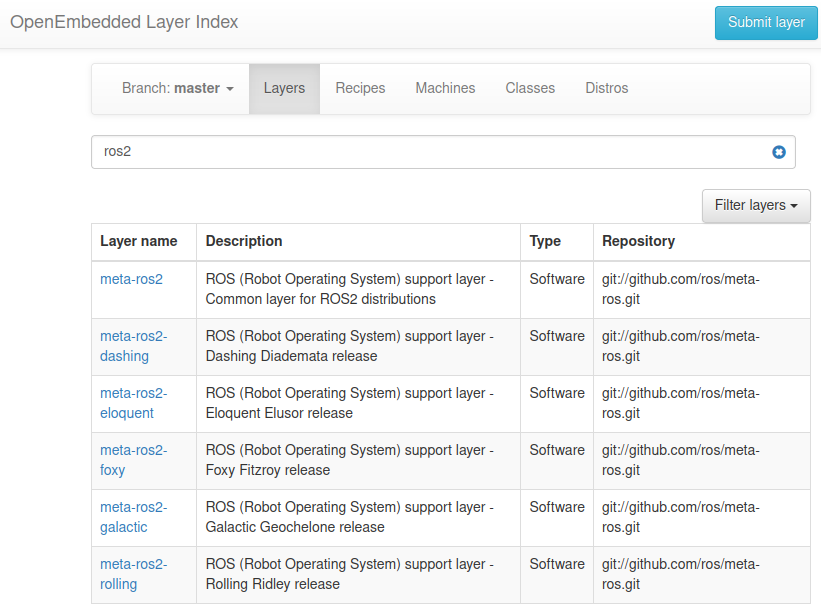 OpenEmbedded Layer Index
Submit layer
Branch: master
Layers
Recipes
Machines
Classes
Distros
ros2
Filter layers
Layer name
Description
Type
Repository
meta-ros2
ROS (Robot Operating System) support layer -
Common layer for ROS2 distributions
Software
git://github.com/ros/meta-
ros.git
meta-ros2-
dashing
ROS (Robot Operating System) support layer -
Dashing Diademata release
Software
git://github.com/ros/meta-
ros.git
meta-ros2-
eloquent
ROS (Robot Operating System) support layer -
Eloquent Elusor release
Software
git://github.com/ros/meta-
ros.git
meta-ros2-
foxy
ROS (Robot Operating System) support layer -
Foxy Fitzroy release
Software
git://github.com/ros/meta-
ros.git
meta-ros2-
galactic
ROS (Robot Operating System) support layer -
Galactic Geochelone release
Software
git://github.com/ros/meta-
ros.git
meta-ros2-
rolling
ROS (Robot Operating System) support layer -
Rolling Ridley release
Software
git://github.com/ros/meta-
ros.git